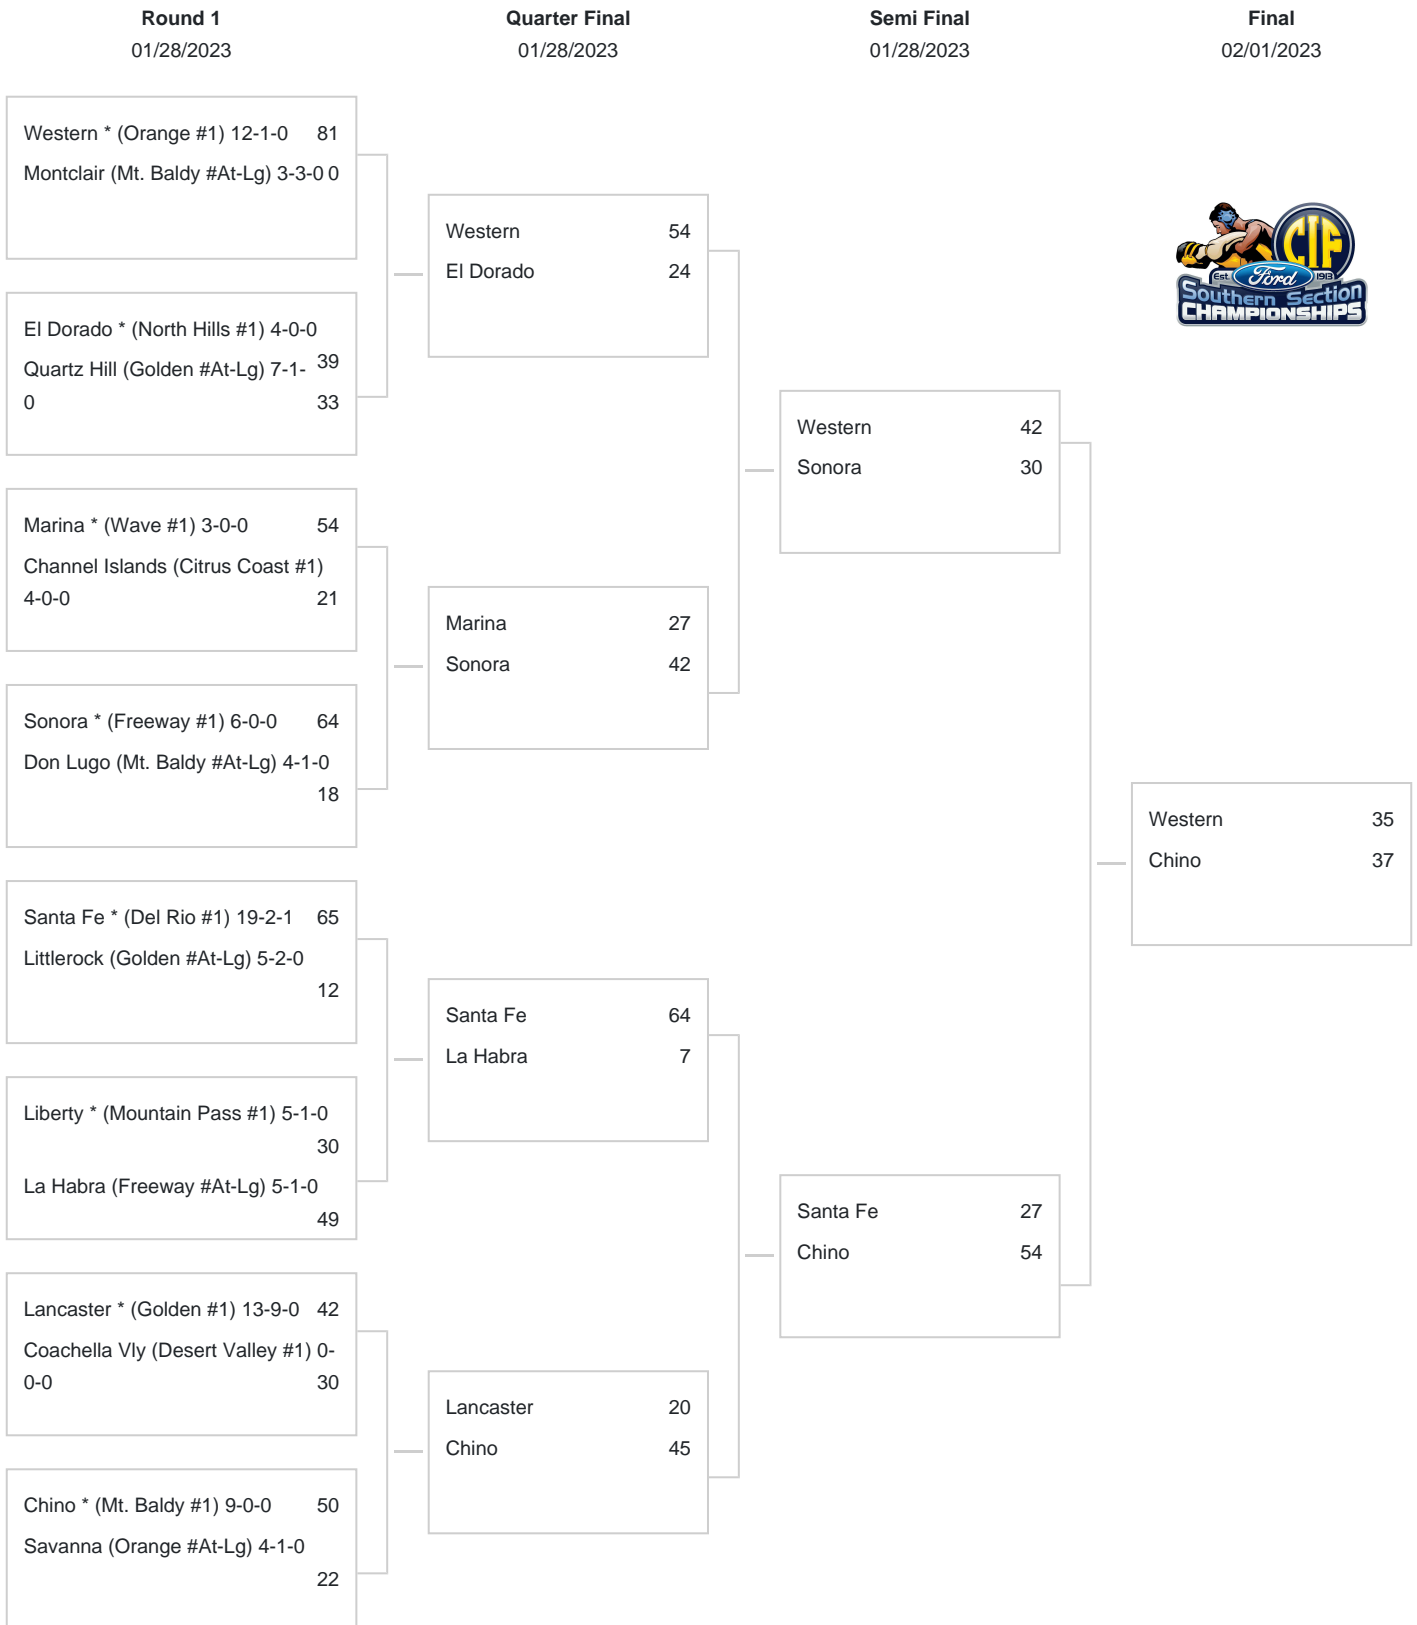 Round 1
01/28/2023
Quarter Final
01/28/2023
Semi Final
01/28/2023
Final
02/01/2023
Western * (Orange #1) 12-1-0 81
Montclair (Mt. Baldy #At-Lg) 3-3-0 0
El Dorado * (North Hills #1) 4-0-0
39
Quartz Hill (Golden #At-Lg) 7-1-
0 33
Marina * (Wave #1) 3-0-0 54
Channel Islands (Citrus Coast #1)
4-0-0 21
Sonora * (Freeway #1) 6-0-0 64
Don Lugo (Mt. Baldy #At-Lg) 4-1-0
18
Santa Fe * (Del Rio #1) 19-2-1 65
Littlerock (Golden #At-Lg) 5-2-0
12
Liberty * (Mountain Pass #1) 5-1-0
30
La Habra (Freeway #At-Lg) 5-1-0
49
Lancaster * (Golden #1) 13-9-0 42
Coachella Vly (Desert Valley #1) 0-
0-0 30
Chino * (Mt. Baldy #1) 9-0-0 50
Savanna (Orange #At-Lg) 4-1-0
22
Western 54
El Dorado 24
Marina 27
Sonora 42
Santa Fe 64
La Habra 7
Lancaster 20
Chino 45
Western 42
Sonora 30
Santa Fe 27
Chino 54
CIF
Est. Ford 1913
Southern Section
CHAMPIONSHIPS
Western 35
Chino 37